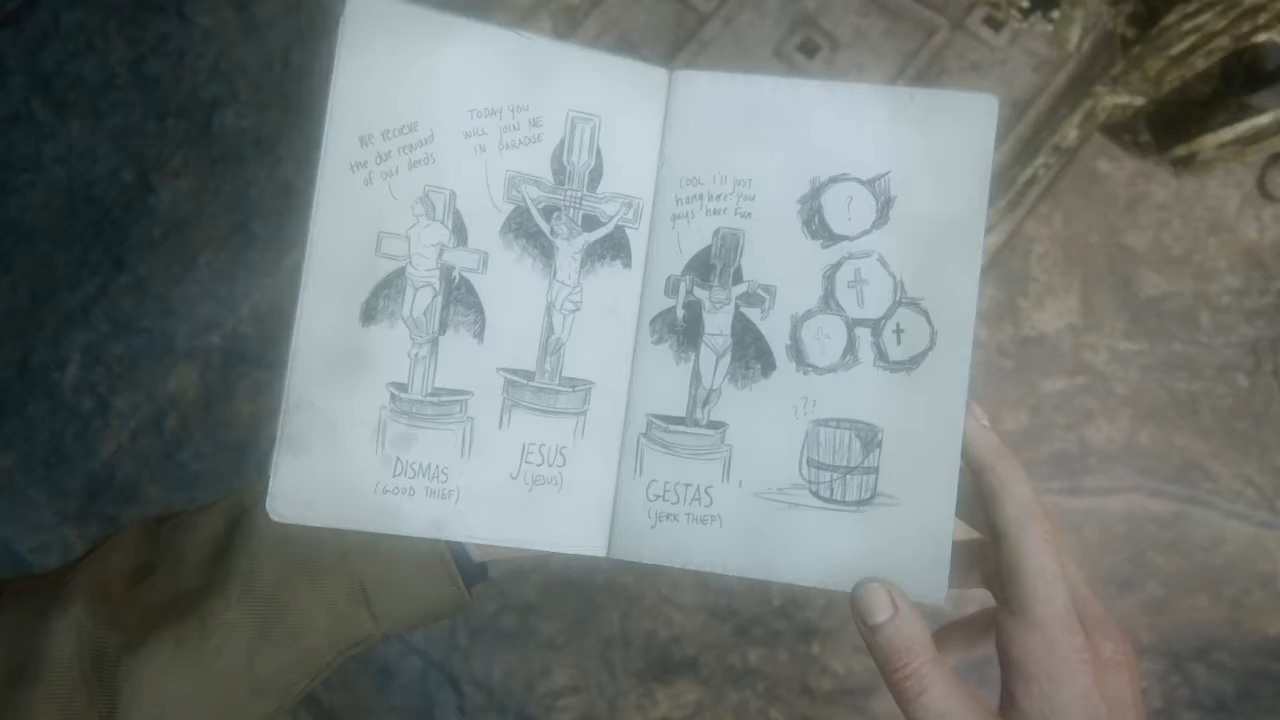 We recieve
the due reward
of our deeds
TODAY YOU
WILL JOIN ME
IN PARADISE
DISMAS
(GOOD THIEF)
JESUS
(JESUS)
COOL I'll just
hang here. you
guys have fun
GESTAS
(JERK THIEF)
?
???